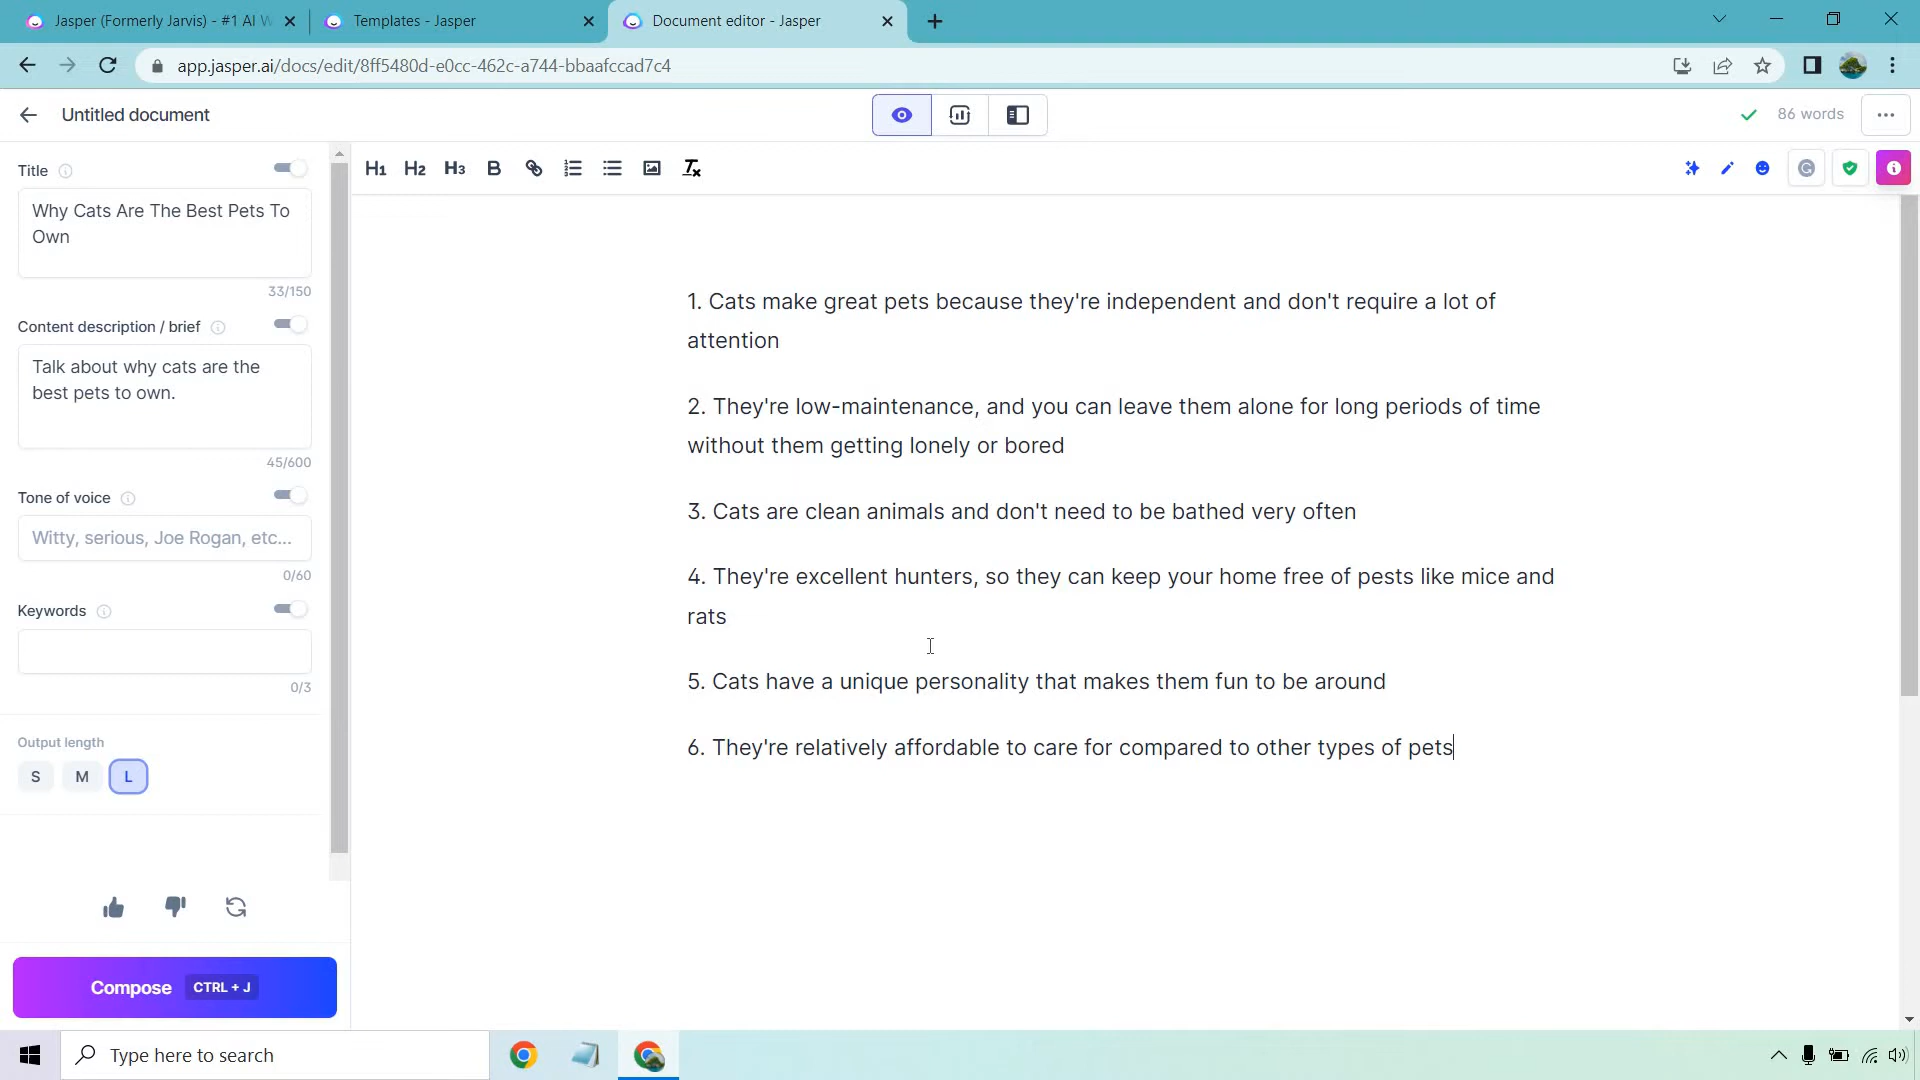 Jasper (Formerly Jarvis) - #1 AI W
Templates - Jasper
Document editor - Jasper
app.jasper.ai/docs/edit/8ff5480d-e0cc-462c-a744-bbaafccad7c4
Untitled document
86 words
Title
H1 H2 H3 B
Why Cats Are The Best Pets To
Own
33/150
Content description / brief
Talk about why cats are the
best pets to own.
45/600
Tone of voice
Witty, serious, Joe Rogan, etc...
0/60
Keywords
0/3
Output length
S M L
Compose CTRL + J
1. Cats make great pets because they're independent and don't require a lot of
attention
2. They're low-maintenance, and you can leave them alone for long periods of time
without them getting lonely or bored
3. Cats are clean animals and don't need to be bathed very often
4. They're excellent hunters, so they can keep your home free of pests like mice and
rats
5. Cats have a unique personality that makes them fun to be around
6. They're relatively affordable to care for compared to other types of pets
Type here to search